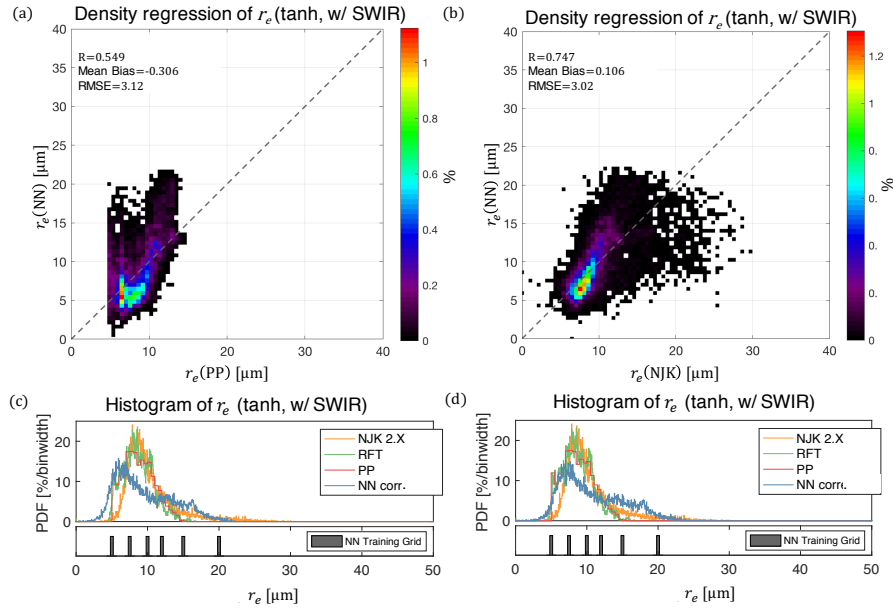 (a) Density regression of r_e (tanh, w/ SWIR)
R=0.549
Mean Bias=-0.306
RMSE=3.12
r_e(NN) [μm]
40
35
30
25
20
15
10
5
0
0 10 20 30 40
r_e(PP) [μm]
1
0.8
0.6
0.4
0.2
0
%
(b) Density regression of r_e (tanh, w/ SWIR)
R=0.747
Mean Bias=0.106
RMSE=3.02
r_e(NN) [μm]
40
35
30
25
20
15
10
5
0
0 10 20 30 40
r_e(NJK) [μm]
1.2
1
0.
0.
0.
0.
0
%
(c) Histogram of r_e (tanh, w/ SWIR)
PDF [%/binwidth]
20
10
0
NJK 2.X
RFT
PP
NN corr.
NN Training Grid
0 10 20 30 40 50
r_e [μm]
(d) Histogram of r_e (tanh, w/ SWIR)
PDF [%/binwidth]
20
10
0
NJK 2.X
RFT
PP
NN corr.
NN Training Grid
0 10 20 30 40 50
r_e [μm]